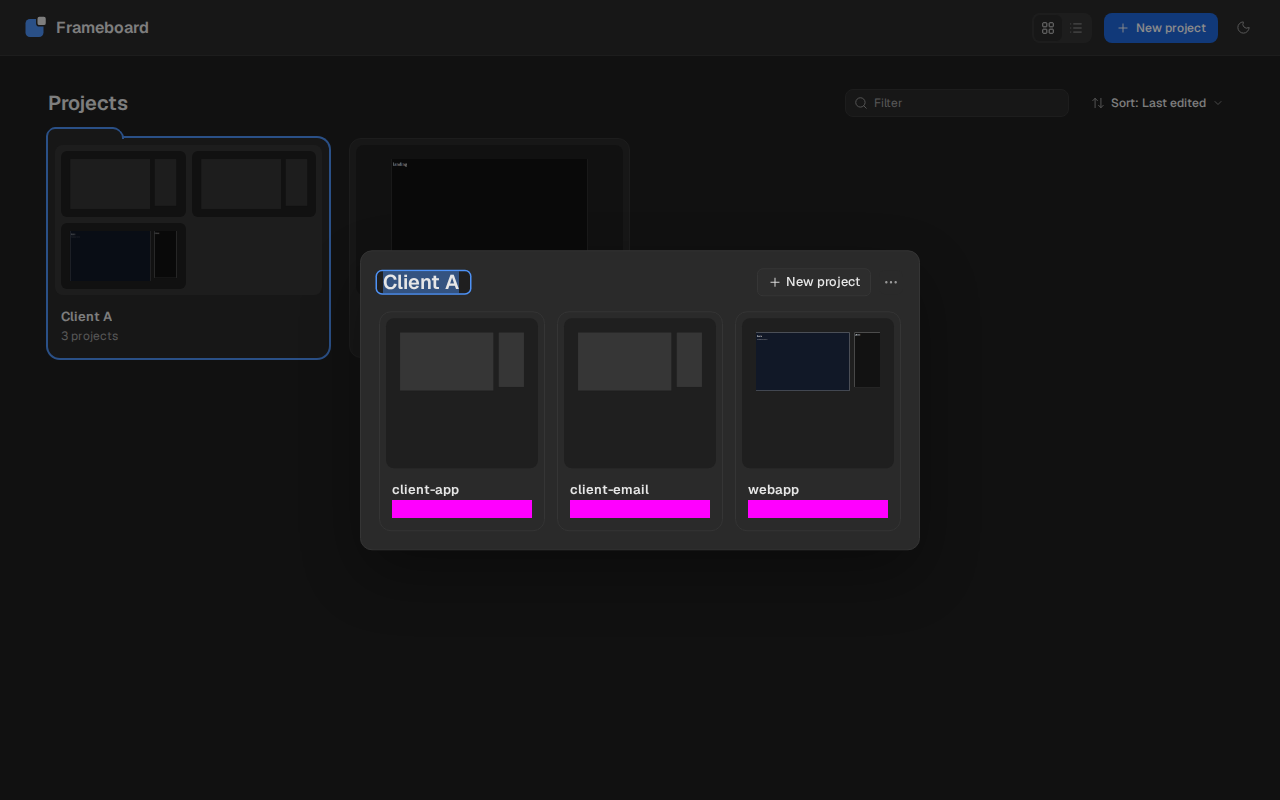 Frameboard
New project
Projects
Filter
Sort: Last edited
landing
Client A
3 projects
Client A
New project
client-app
client-email
webapp